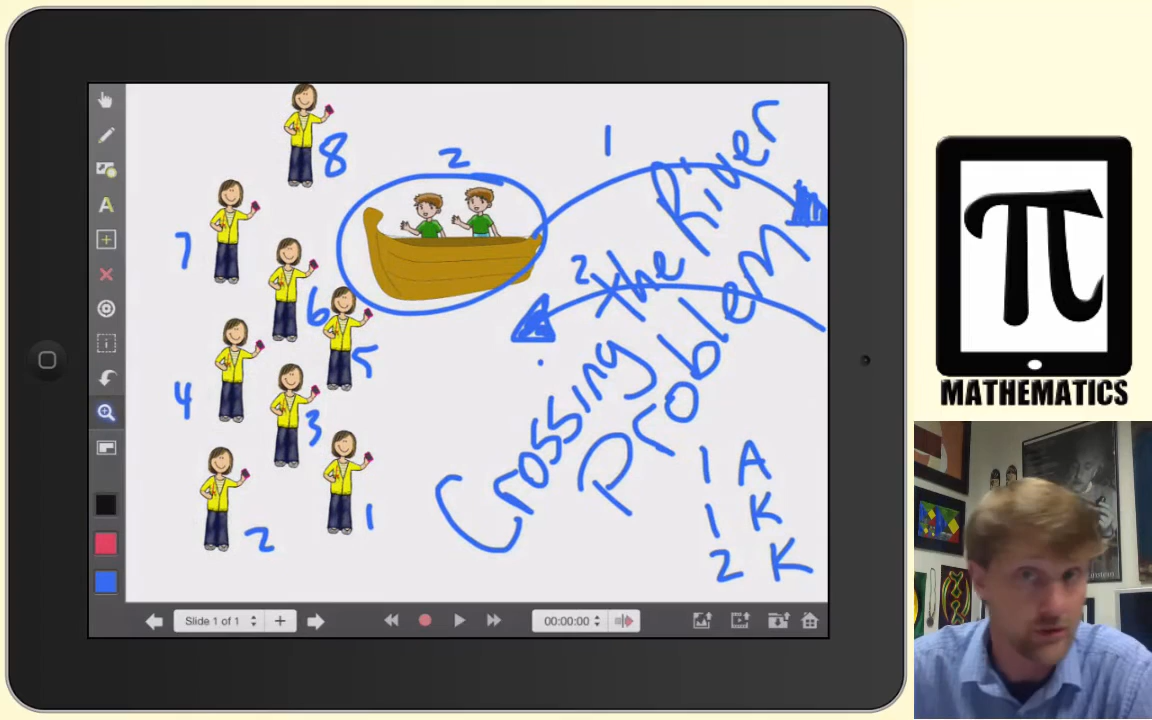 8
2
1
7
6
2
5
4
3
2
1
Crossing the River
Problem
1 A
1 K
2 K
A
Slide 1 of 1
00:00:00
π
MATHEMATICS